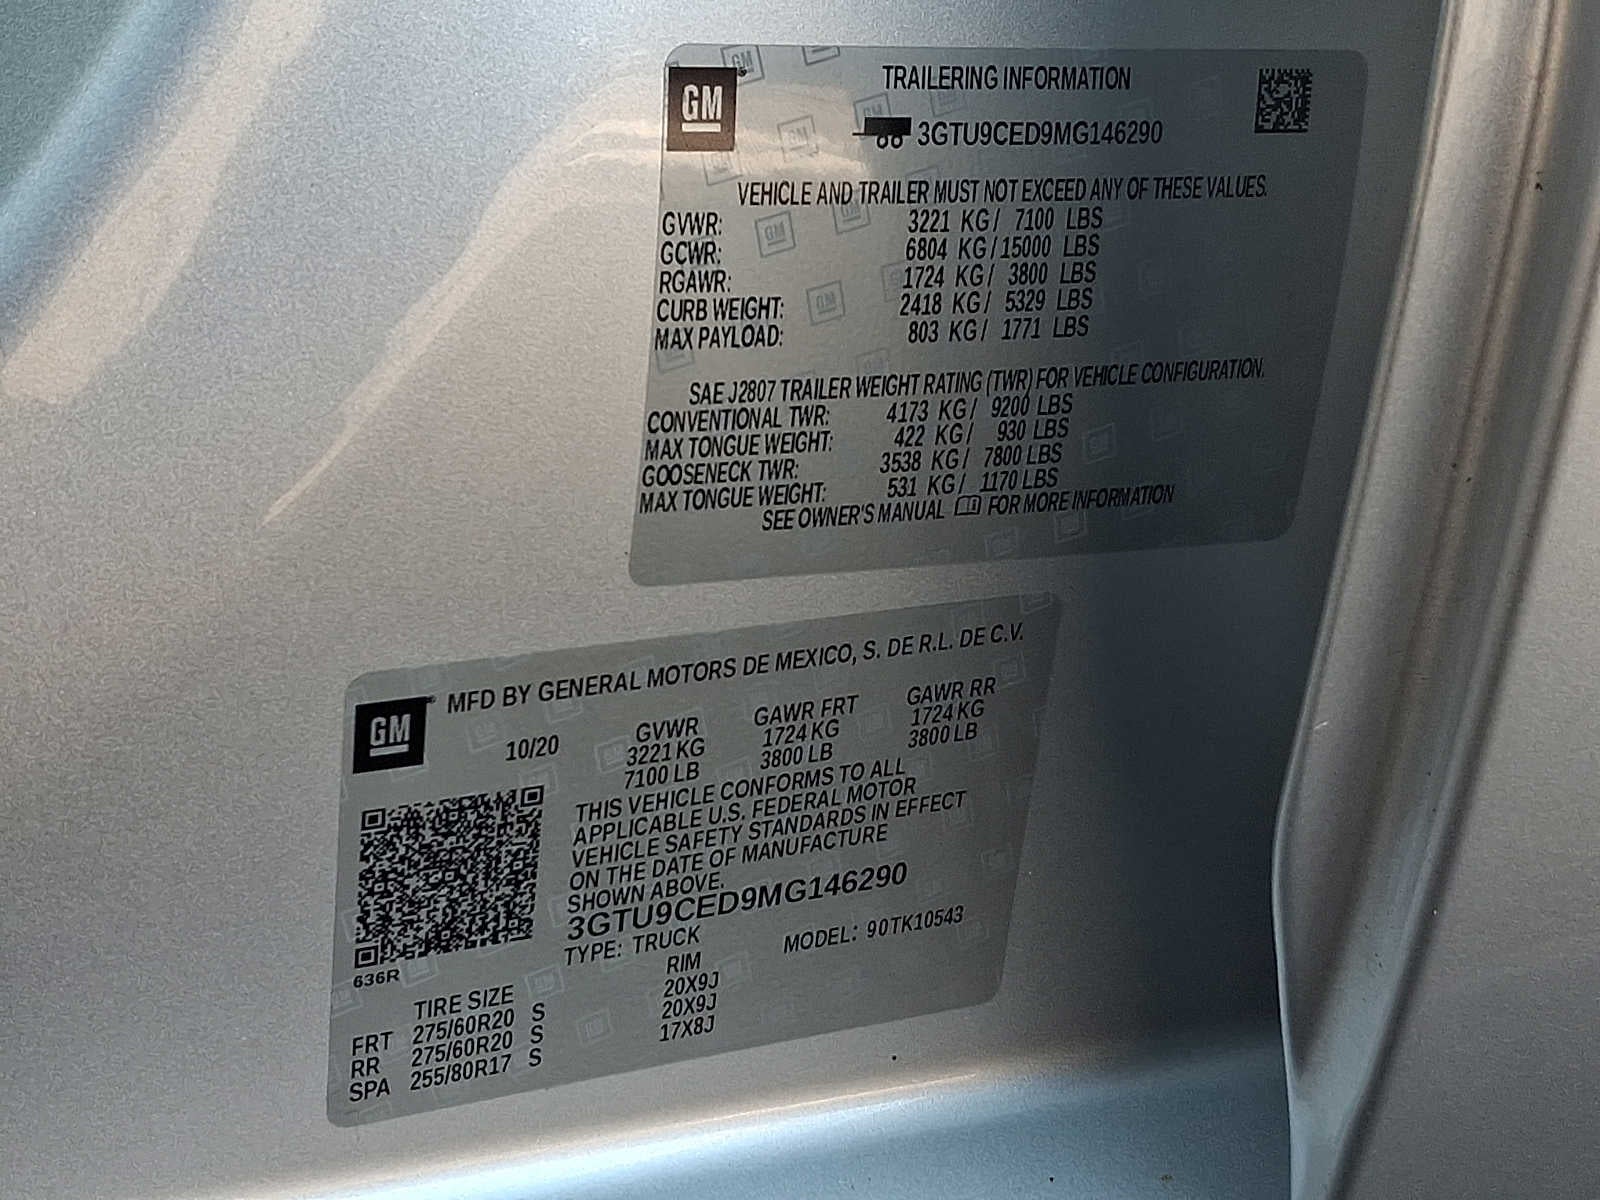 GM
TRAILERING INFORMATION
3GTU9CED9MG146290
VEHICLE AND TRAILER MUST NOT EXCEED ANY OF THESE VALUES.
GVWR: 3221 KG/ 7100 LBS
GCWR: 6804 KG/15000 LBS
RGAWR: 1724 KG/ 3800 LBS
CURB WEIGHT: 2418 KG/ 5329 LBS
MAX PAYLOAD: 803 KG/ 1771 LBS
SAE J2807 TRAILER WEIGHT RATING (TWR) FOR VEHICLE CONFIGURATION.
CONVENTIONAL TWR: 4173 KG/ 9200 LBS
MAX TONGUE WEIGHT: 422 KG/ 930 LBS
GOOSENECK TWR: 3538 KG/ 7800 LBS
MAX TONGUE WEIGHT: 531 KG/ 1170 LBS
SEE OWNER'S MANUAL FOR MORE INFORMATION
GM
MFD BY GENERAL MOTORS DE MEXICO, S. DE R.L. DE C.V.
GVWR GAWR FRT GAWR RR
10/20 3221 KG 1724 KG 1724 KG
7100 LB 3800 LB 3800 LB
THIS VEHICLE CONFORMS TO ALL
APPLICABLE U.S. FEDERAL MOTOR
VEHICLE SAFETY STANDARDS IN EFFECT
ON THE DATE OF MANUFACTURE
SHOWN ABOVE.
3GTU9CED9MG146290
TYPE: TRUCK MODEL: 90TK10543
636R
TIRE SIZE RIM
FRT 275/60R20 S 20X9J
RR 275/60R20 S 20X9J
SPA 255/80R17 S 17X8J